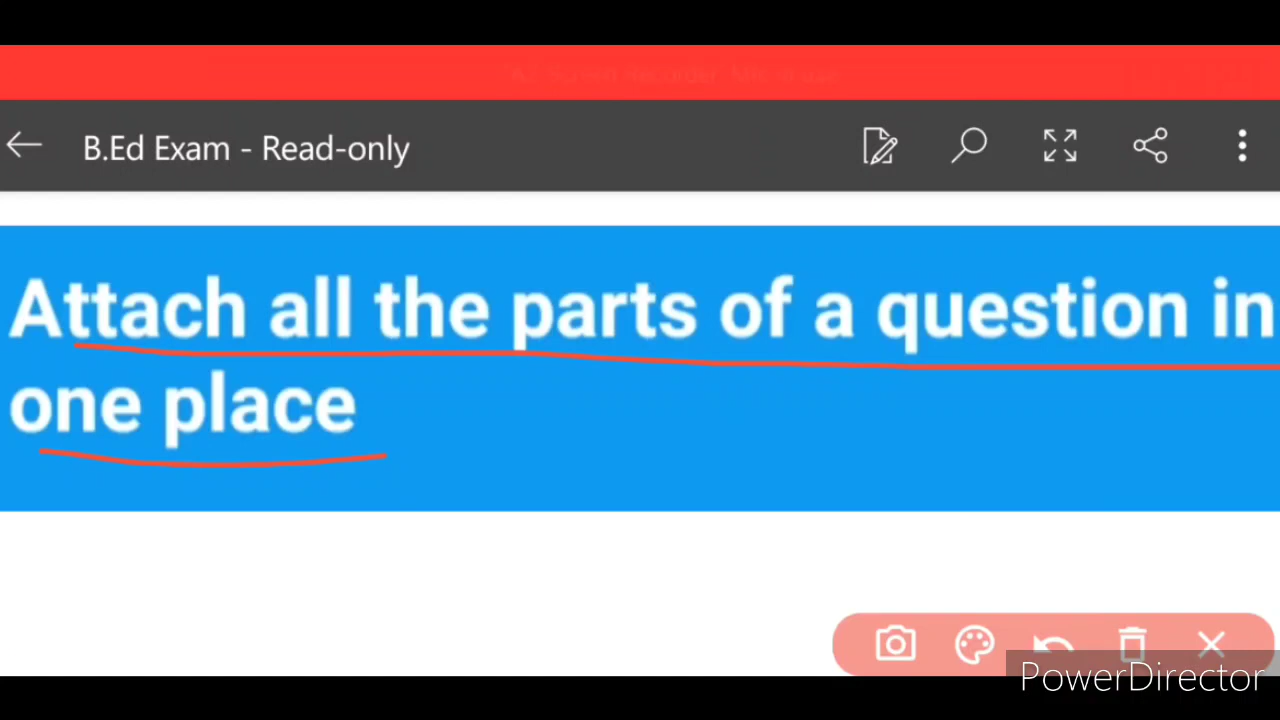 B.Ed Exam - Read-only
Attach all the parts of a question in
one place
PowerDirector